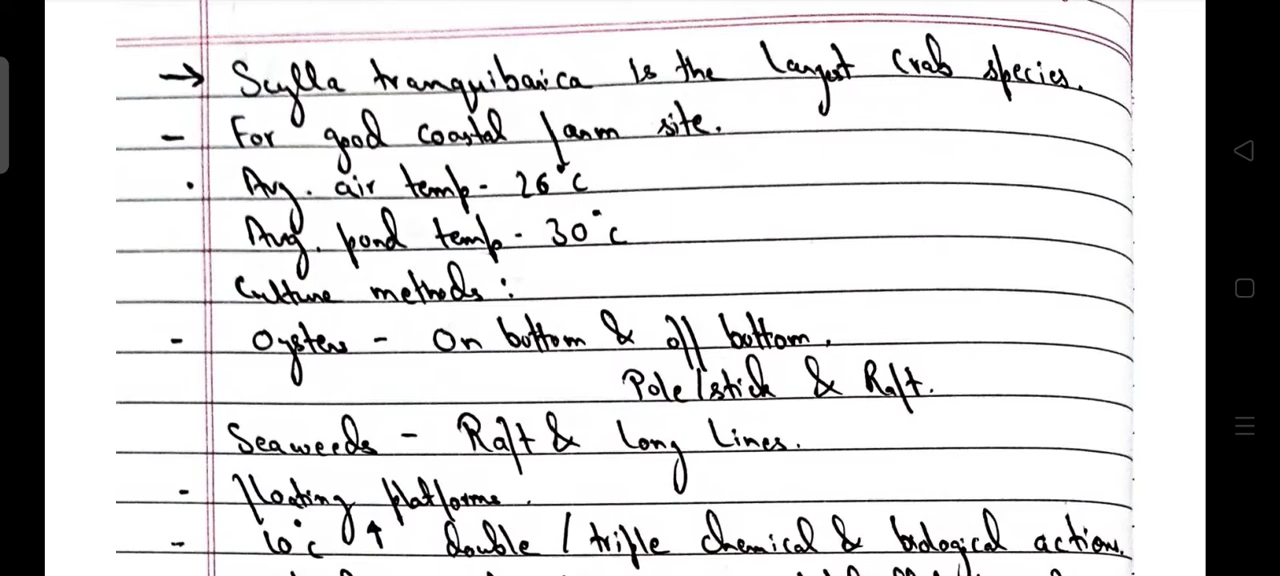 → Scylla tranquibarica is the largest Crab species.
- For good coastal farm site.
. Avg. air temp - 26°c
Avg. pond temp - 30°c
Culture methods :
- Oysters - On bottom & off bottom.
Pole/stick & Raft.
Seaweeds - Raft & Long Lines.
- floating platforms.
- 10°c ↑ double / triple chemical & biological action.